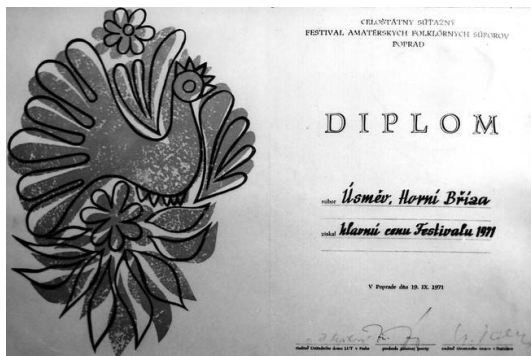 CELOŠTÁTNY SÚŤAŽNÝ
FESTIVAL AMATÉRSKYCH FOLKLÓRNYCH SÚBOROV
POPRAD
DIPLOM
súbor Úsměv, Horní Bříza
získal hlavnú cenu Festivalu 1971
V Poprade dňa 19. IX. 1971